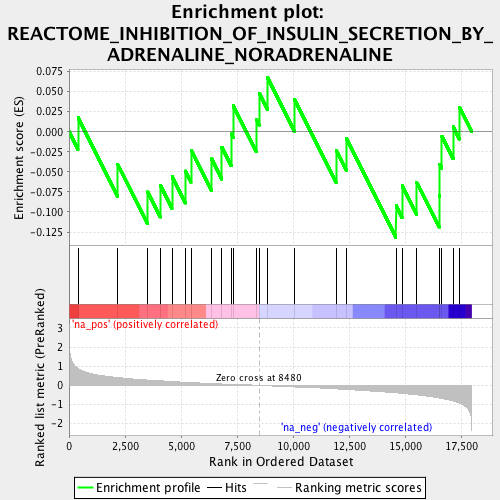 Enrichment plot:
REACTOME_INHIBITION_OF_INSULIN_SECRETION_BY_
ADRENALINE_NORADRENALINE
Enrichment score (ES)
0.075
0.050
0.025
0.000
-0.025
-0.050
-0.075
-0.100
-0.125
'na_pos' (positively correlated)
Ranked list metric (PreRanked)
3
2
1
0
-1
-2
Zero cross at 8480
'na_neg' (negatively correlated)
0 2,500 5,000 7,500 10,000 12,500 15,000 17,500
Rank in Ordered Dataset
Enrichment profile Hits Ranking metric scores